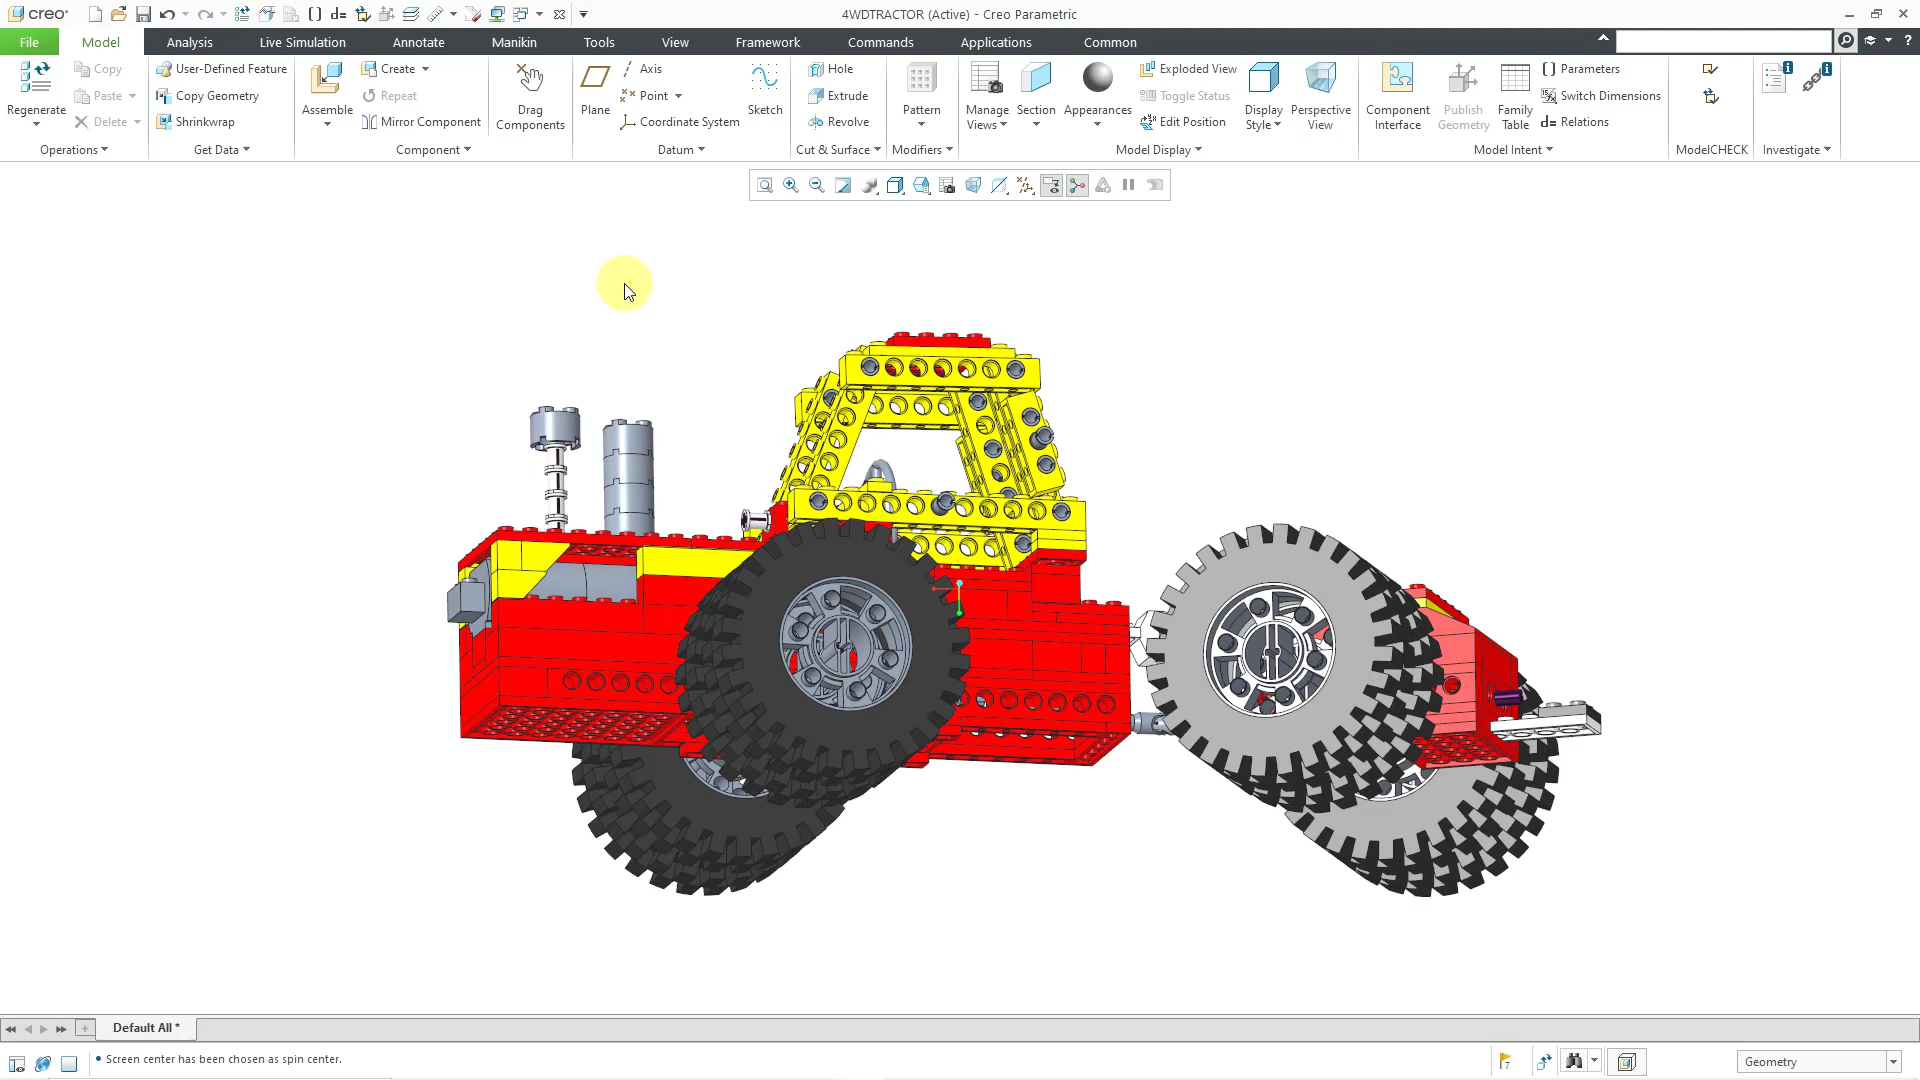 creo
4WDTRACTOR (Active) - Creo Parametric
File Model Analysis Live Simulation Annotate Manikin Tools View Framework Commands Applications Common
Regenerate
Copy
Paste
Delete
Operations
User-Defined Feature
Copy Geometry
Shrinkwrap
Get Data
Assemble
Create
Repeat
Mirror Component
Component
Drag
Components
Plane
Axis
Point
Coordinate System
Sketch
Datum
Hole
Extrude
Revolve
Cut & Surface
Pattern
Modifiers
Manage
Views
Section
Appearances
Exploded View
Toggle Status
Edit Position
Display
Style
Perspective
View
Model Display
Component
Interface
Publish
Geometry
Family
Table
Parameters
Switch Dimensions
d= Relations
Model Intent
ModelCHECK
Investigate
Default All *
Screen center has been chosen as spin center.
7
Geometry